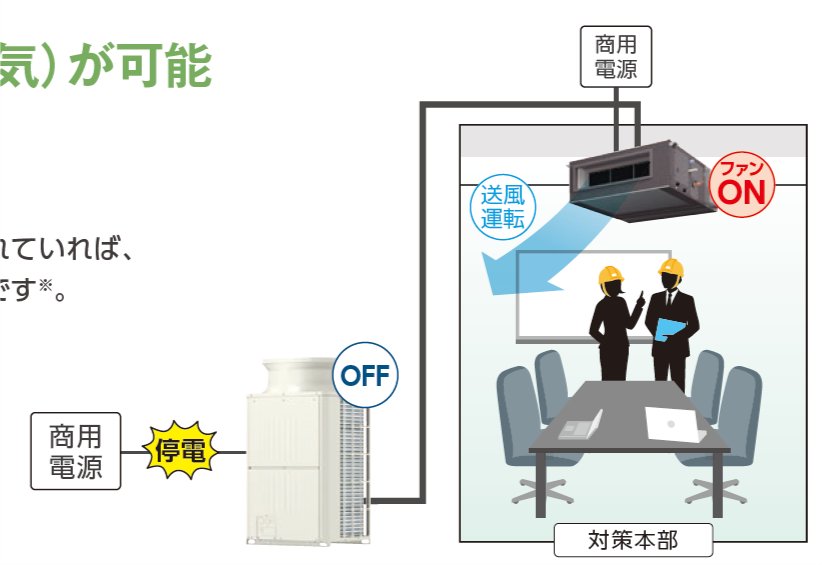 気）が可能
れていれば、
です※。
商用
電源
送風
運転
ファン
ON
OFF
商用
電源
停電
対策本部